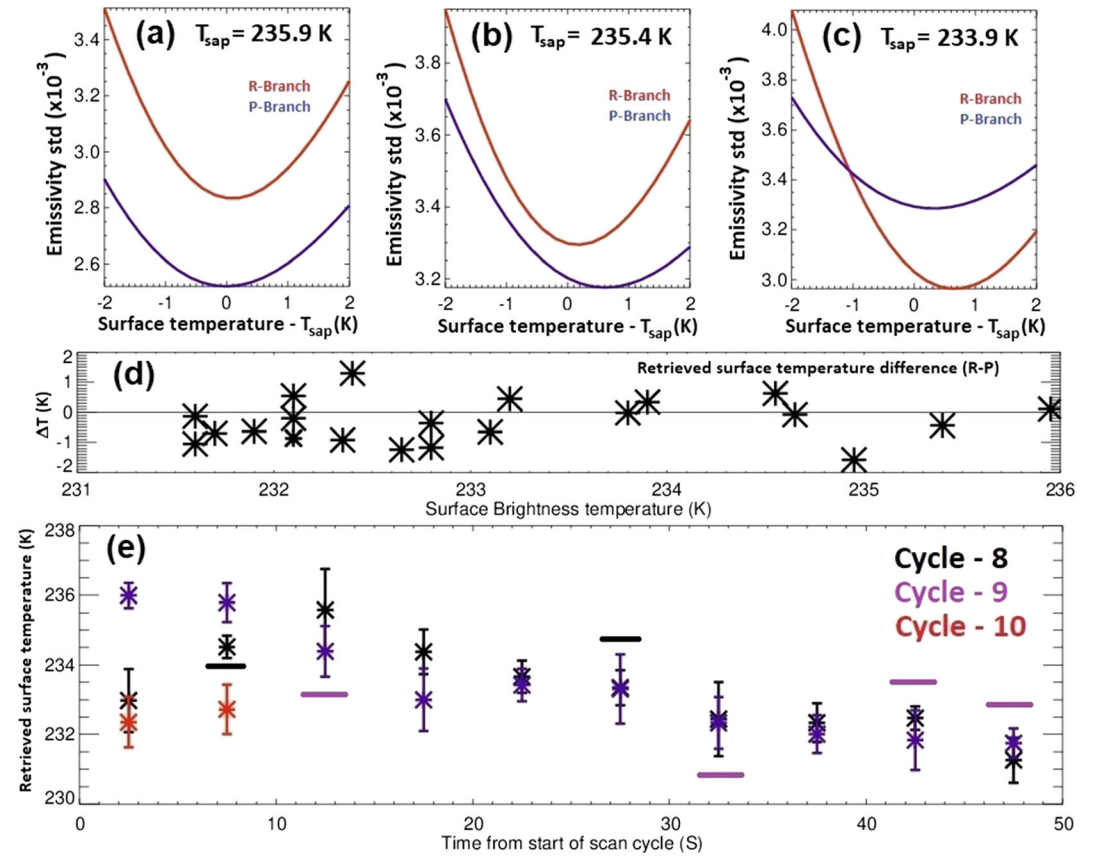 (a) Tsap = 235.9 K
R-Branch
P-Branch
Emissivity std (x10-3)
3.4
3.2
3.0
2.8
2.6
-2 -1 0 1 2
Surface temperature - Tsap(K)
(b) Tsap = 235.4 K
R-Branch
P-Branch
Emissivity std (x10-3)
3.8
3.6
3.4
3.2
-2 -1 0 1 2
Surface temperature - Tsap(K)
(c) Tsap = 233.9 K
R-Branch
P-Branch
Emissivity std (x10-3)
4.0
3.8
3.6
3.4
3.2
3.0
-2 -1 0 1 2
Surface temperature - Tsap(K)
(d) Retrieved surface temperature difference (R-P)
ΔT (K)
2
1
0
-1
-2
231 232 233 234 235 236
Surface Brightness temperature (K)
(e)
Cycle - 8
Cycle - 9
Cycle - 10
Retrieved surface temperature (K)
238
236
234
232
230
0 10 20 30 40 50
Time from start of scan cycle (S)